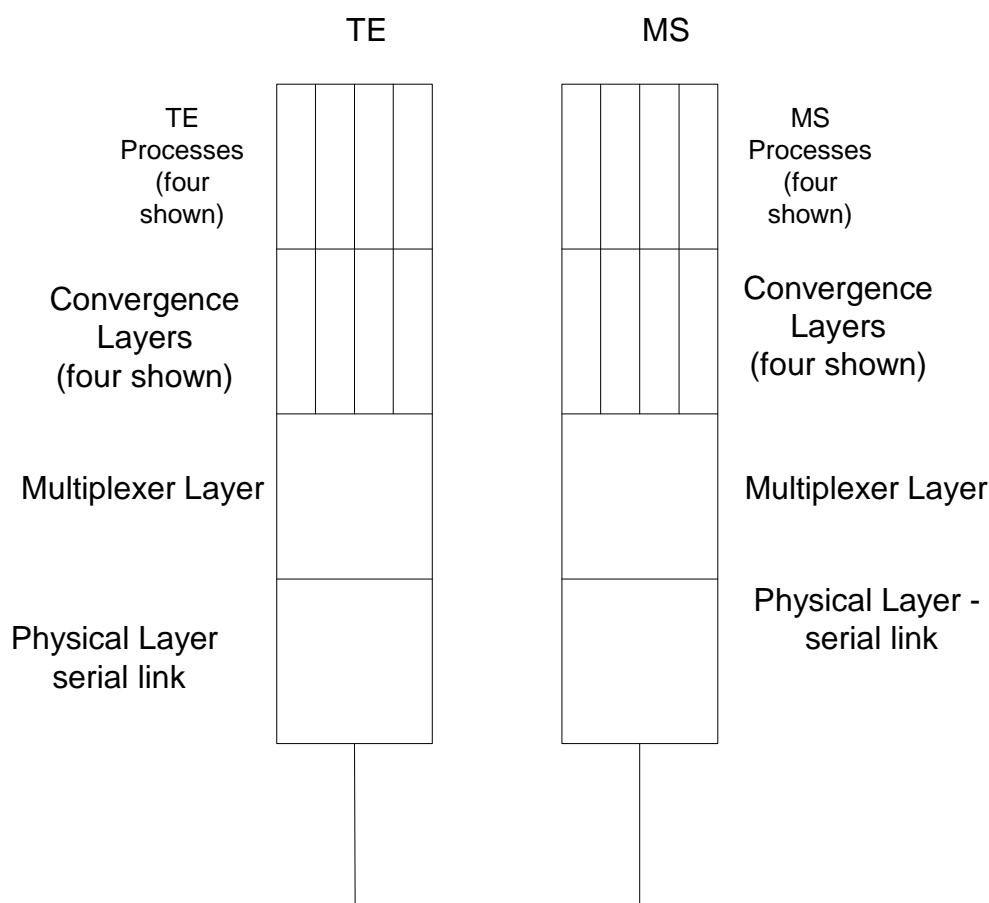 TE
MS
TE
Processes
(four
shown)
MS
Processes
(four
shown)
Convergence
Layers
(four shown)
Convergence
Layers
(four shown)
Multiplexer Layer
Multiplexer Layer
Physical Layer
serial link
Physical Layer -
serial link